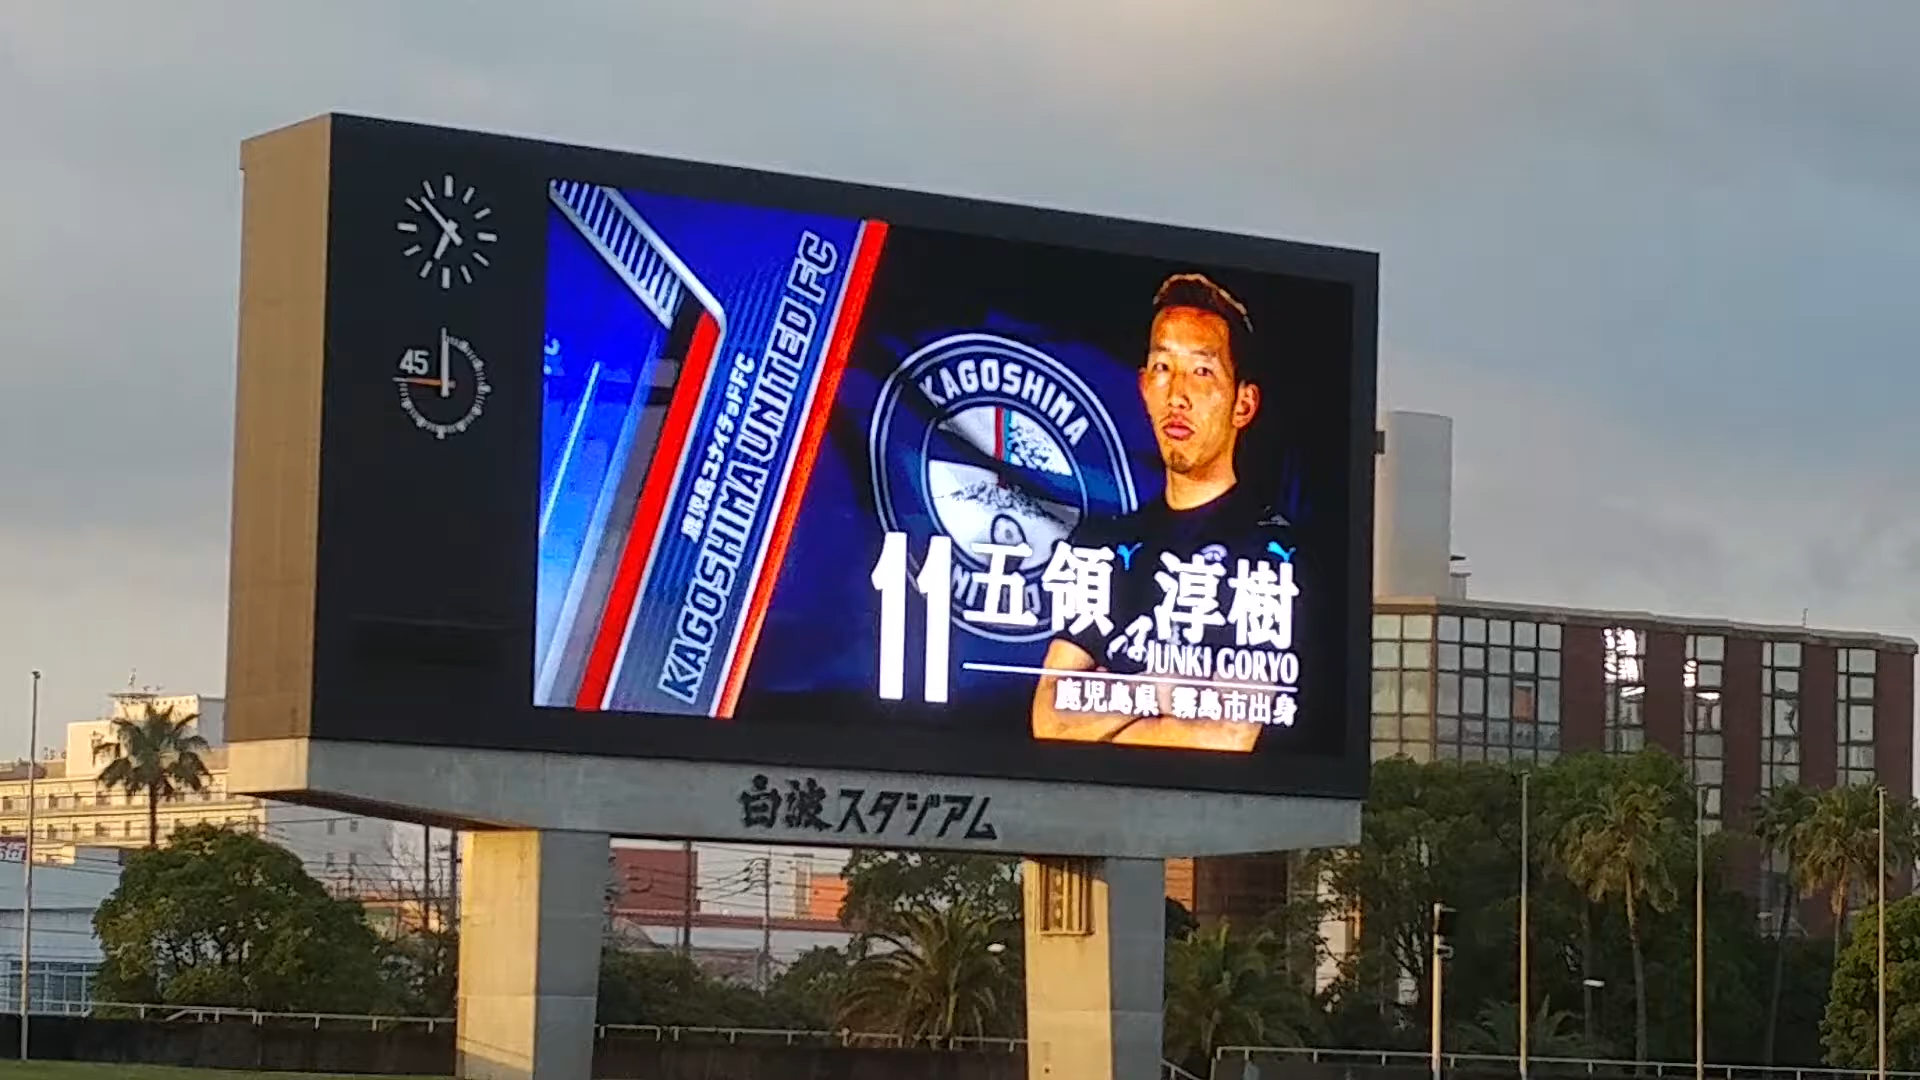 45
鹿児島ユナイテッドFC
KAGOSHIMA UNITED FC
KAGOSHIMA
11 五領 淳樹
JUNKI GORYO
鹿児島県 霧島市出身
白波スタジアム